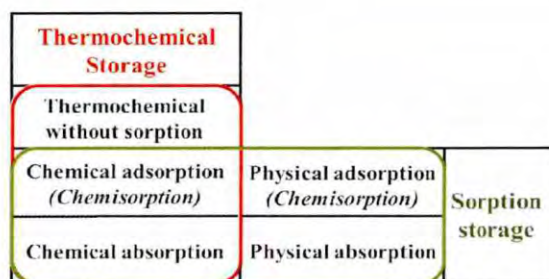 Thermochemical
Storage
Thermochemical
without sorption
Chemical adsorption
(Chemisorption)
Physical adsorption
(Chemisorption)
Sorption
storage
Chemical absorption
Physical absorption